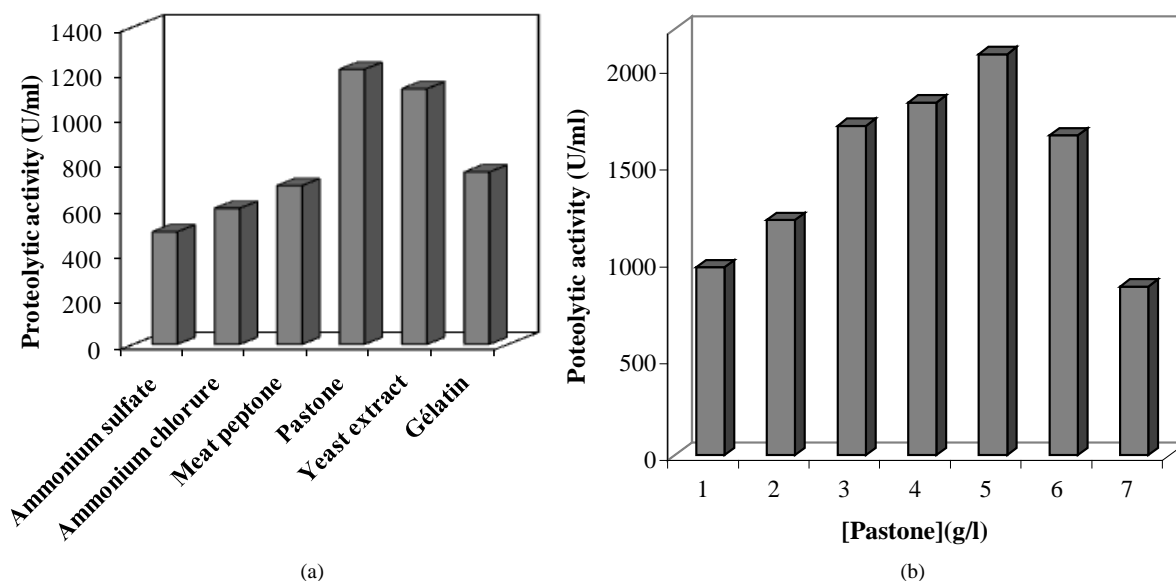 Proteolytic activity (U/ml)
1400
1200
1000
800
600
400
200
0
Ammonium sulfate
Ammonium chlorure
Meat peptone
Pastone
Yeast extract
Gélatin
(a)
Poteolytic activity (U/ml)
2000
1500
1000
500
0
1 2 3 4 5 6 7
[Pastone](g/l)
(b)